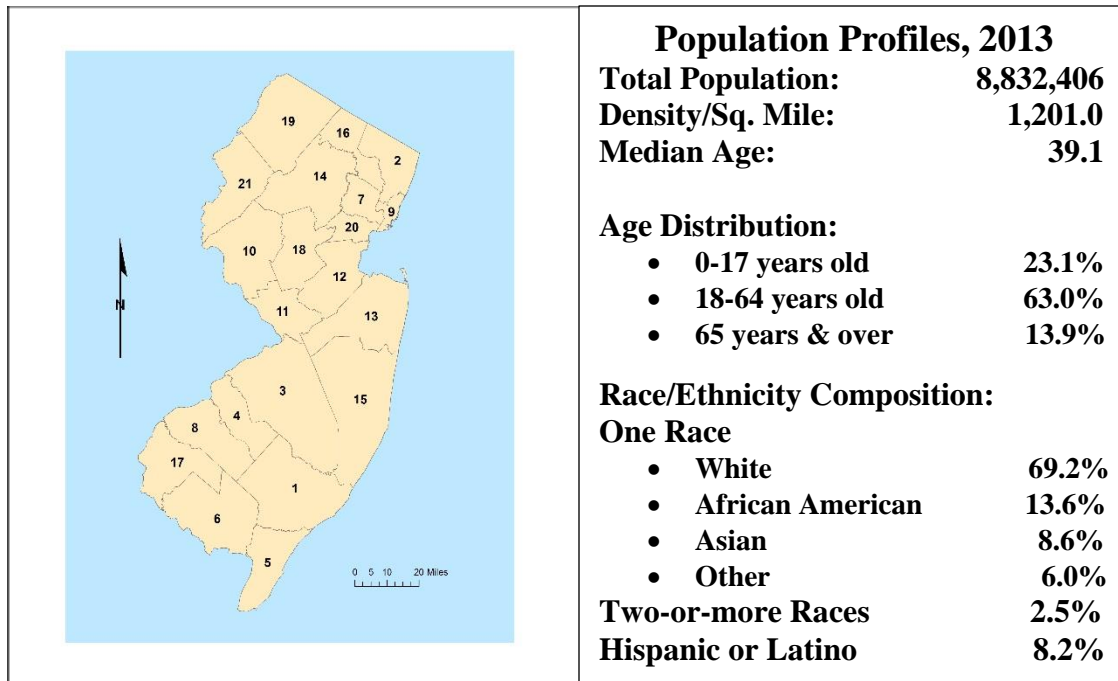 19
16
2
14
21
7
9
20
10
18
12
11
13
N
3
15
4
8
17
1
6
5
0 5 10 20 Miles
Population Profiles, 2013
Total Population: 8,832,406
Density/Sq. Mile: 1,201.0
Median Age: 39.1
Age Distribution:
• 0-17 years old 23.1%
• 18-64 years old 63.0%
• 65 years & over 13.9%
Race/Ethnicity Composition:
One Race
• White 69.2%
• African American 13.6%
• Asian 8.6%
• Other 6.0%
Two-or-more Races 2.5%
Hispanic or Latino 8.2%